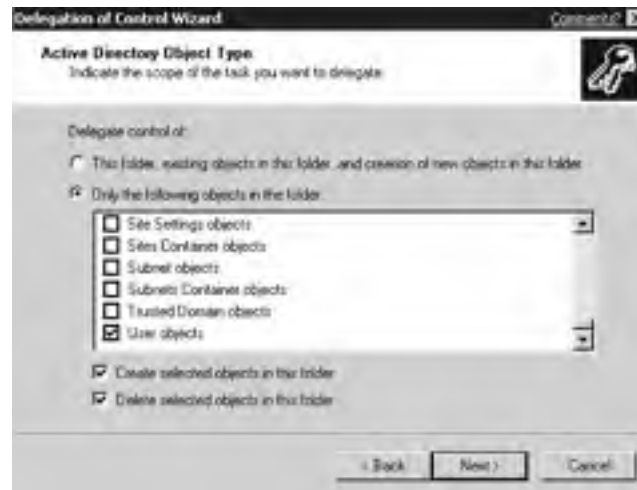 Delegation of Control Wizard
Comments?
Active Directory Object Type
Indicate the scope of the task you want to delegate.
Delegate control of:
This folder, existing objects in this folder, and creation of new objects in this folder
Only the following objects in the folder:
Site Settings objects
Sites Container objects
Subnet objects
Subnets Container objects
Trusted Domain objects
User objects
Create selected objects in this folder
Delete selected objects in this folder
< Back
Next >
Cancel